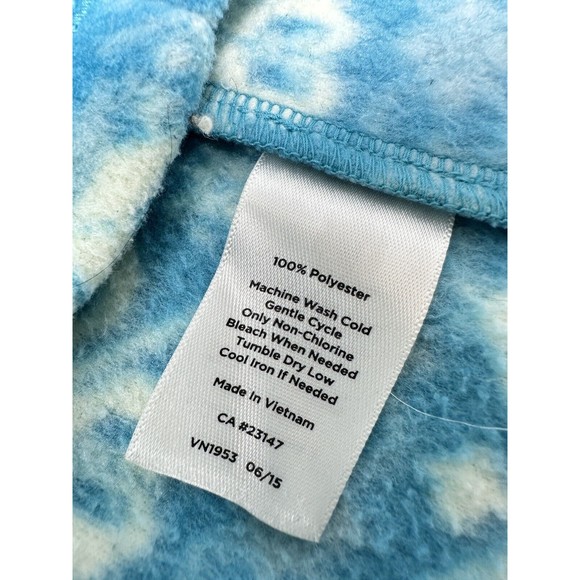 100% Polyester
Machine Wash Cold
Gentle Cycle
Only Non-Chlorine
Bleach When Needed
Tumble Dry Low
Cool Iron If Needed
Made in Vietnam
CA #23147
VN1953 06/15